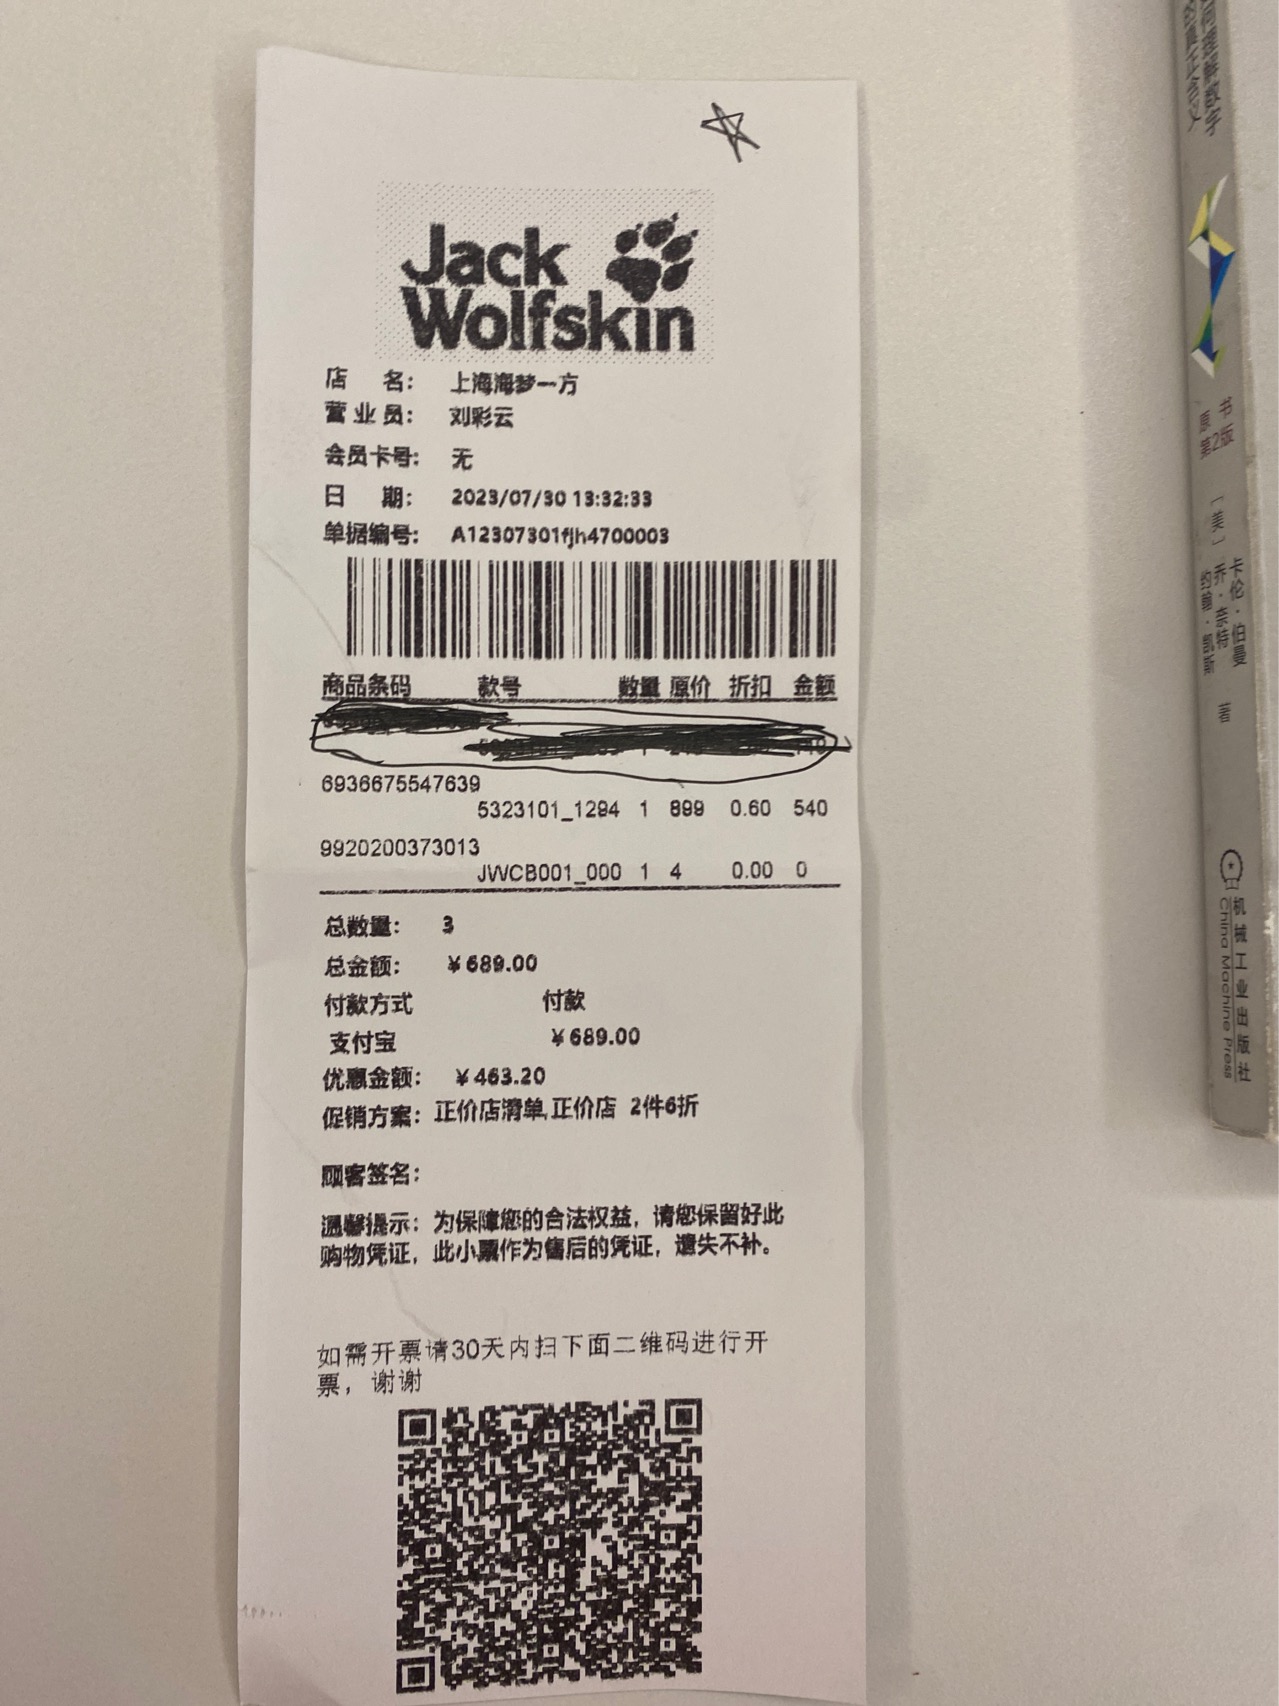 Jack
Wolfskin
店 名： 上海海梦一方
营业员： 刘彩云
会员卡号： 无
日 期： 2023/07/30 13:32:33
单据编号： A12307301fjh4700003
商品条码 款号 数量 原价 折扣 金额
6936675547639
5323101_1294 1 899 0.60 540
9920200373013
JWCB001_000 1 4 0.00 0
总数量： 3
总金额： ¥689.00
付款方式 付款
支付宝 ¥689.00
优惠金额： ¥463.20
促销方案：正价店清单,正价店 2件6折
顾客签名：
温馨提示：为保障您的合法权益，请您保留好此
购物凭证，此小票作为售后的凭证，遗失不补。
如需开票请30天内扫下面二维码进行开
票，谢谢
何理解数字
原书
第2版
［美］
卡伦·伯曼
乔·奈特
约翰·凯斯
著
机械工业出版社
China Machine Press